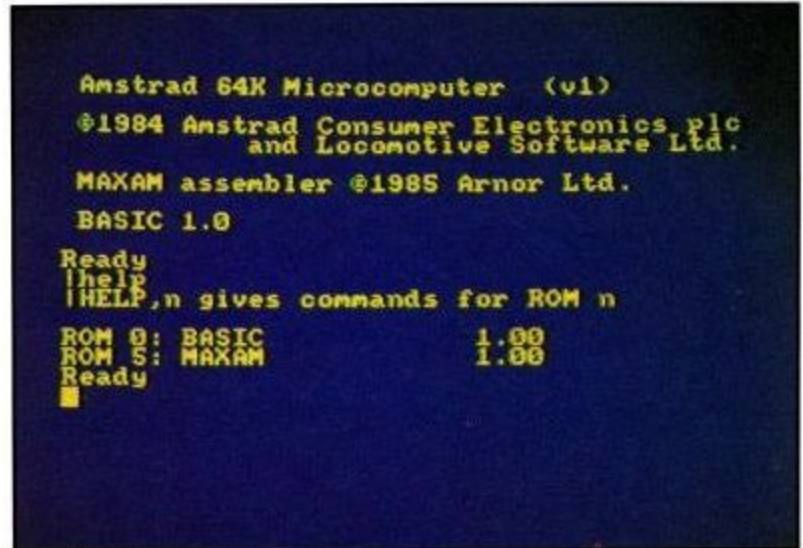 Amstrad 64K Microcomputer (v1)
©1984 Amstrad Consumer Electronics plc
and Locomotive Software Ltd.
MAXAM assembler ©1985 Arnor Ltd.
BASIC 1.0
Ready
|help
|HELP,n gives commands for ROM n
ROM 0: BASIC 1.00
ROM 5: MAXAM 1.00
Ready